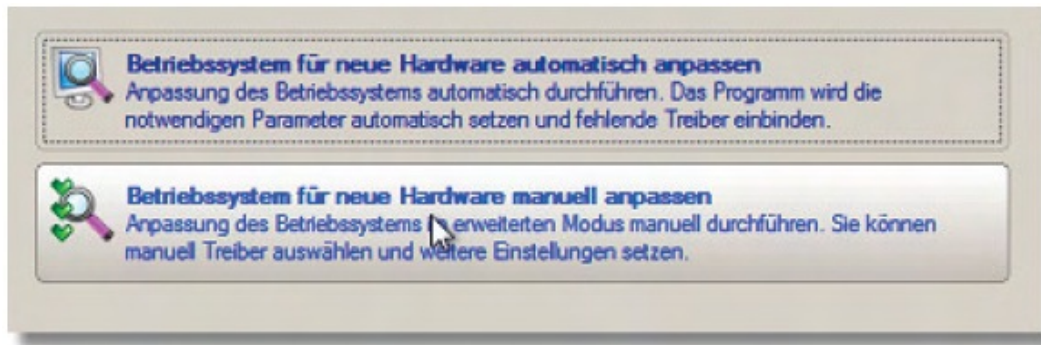 Betriebssystem für neue Hardware automatisch anpassen
Anpassung des Betriebssystems automatisch durchführen. Das Programm wird die
notwendigen Parameter automatisch setzen und fehlende Treiber einbinden.
Betriebssystem für neue Hardware manuell anpassen
Anpassung des Betriebssystems im erweiterten Modus manuell durchführen. Sie können
manuell Treiber auswählen und weitere Einstellungen setzen.